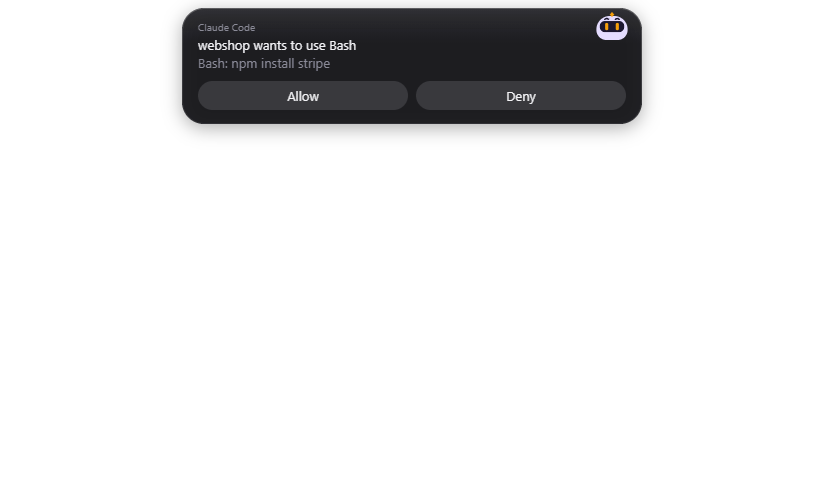 Claude Code
webshop wants to use Bash
Bash: npm install stripe
Allow
Deny